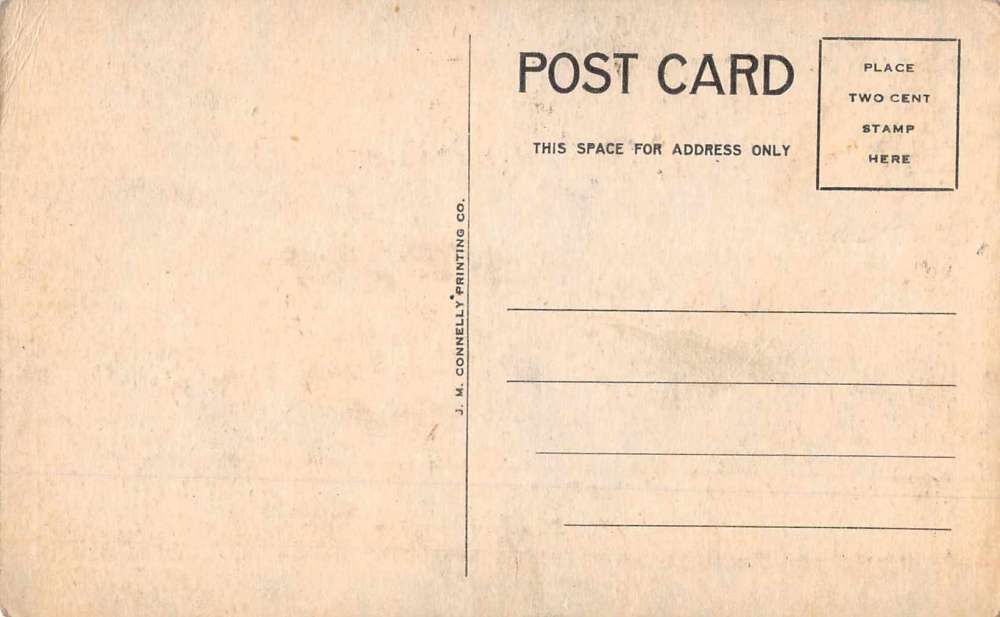 POST CARD
THIS SPACE FOR ADDRESS ONLY
PLACE
TWO CENT
STAMP
HERE
J. M. CONNELLY PRINTING CO.